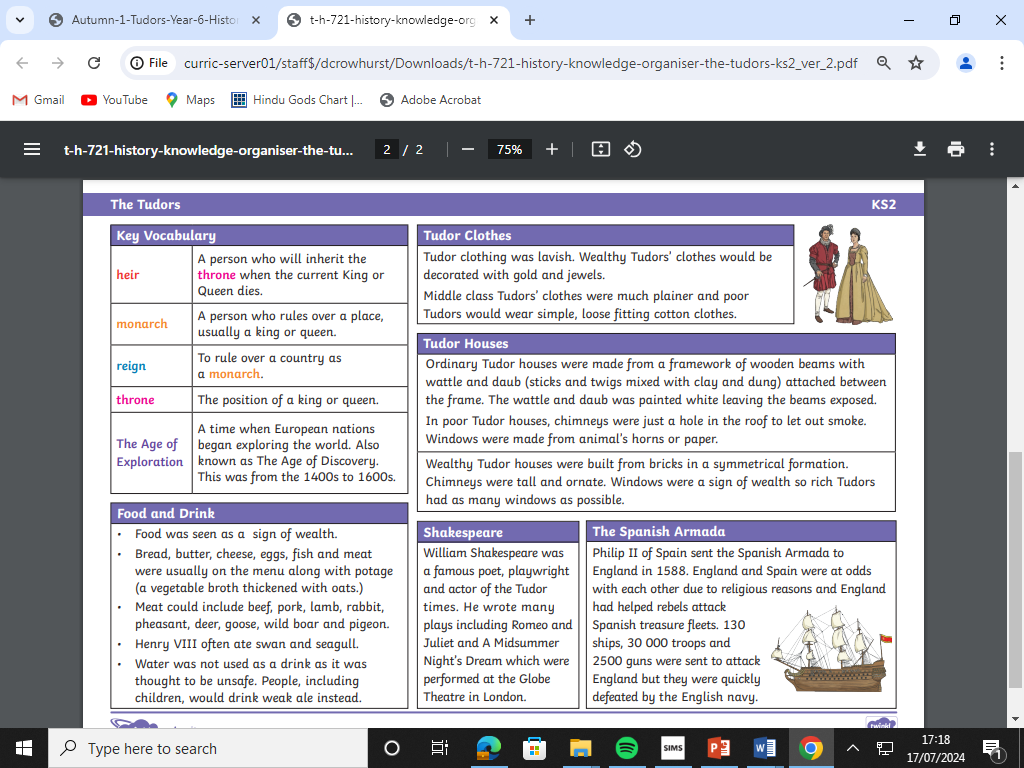 Autumn-1-Tudors-Year-6-Histo
t-h-721-history-knowledge-org
File
curric-server01/staff$/dcrowhurst/Downloads/t-h-721-history-knowledge-organiser-the-tudors-ks2_ver_2.pdf
Gmail
YouTube
Maps
Hindu Gods Chart |...
Adobe Acrobat
t-h-721-history-knowledge-organiser-the-tu...
2 / 2
75%
The Tudors
KS2
Key Vocabulary
heir
A person who will inherit the
throne when the current King or
Queen dies.
monarch
A person who rules over a place,
usually a king or queen.
reign
To rule over a country as
a monarch.
throne
The position of a king or queen.
The Age of
Exploration
A time when European nations
began exploring the world. Also
known as The Age of Discovery.
This was from the 1400s to 1600s.
Food and Drink
• Food was seen as a sign of wealth.
• Bread, butter, cheese, eggs, fish and meat
were usually on the menu along with potage
(a vegetable broth thickened with oats.)
• Meat could include beef, pork, lamb, rabbit,
pheasant, deer, goose, wild boar and pigeon.
• Henry VIII often ate swan and seagull.
• Water was not used as a drink as it was
thought to be unsafe. People, including
children, would drink weak ale instead.
Tudor Clothes
Tudor clothing was lavish. Wealthy Tudors' clothes would be
decorated with gold and jewels.
Middle class Tudors' clothes were much plainer and poor
Tudors would wear simple, loose fitting cotton clothes.
Tudor Houses
Ordinary Tudor houses were made from a framework of wooden beams with
wattle and daub (sticks and twigs mixed with clay and dung) attached between
the frame. The wattle and daub was painted white leaving the beams exposed.
In poor Tudor houses, chimneys were just a hole in the roof to let out smoke.
Windows were made from animal's horns or paper.
Wealthy Tudor houses were built from bricks in a symmetrical formation.
Chimneys were tall and ornate. Windows were a sign of wealth so rich Tudors
had as many windows as possible.
Shakespeare
William Shakespeare was
a famous poet, playwright
and actor of the Tudor
times. He wrote many
plays including Romeo and
Juliet and A Midsummer
Night's Dream which were
performed at the Globe
Theatre in London.
The Spanish Armada
Philip II of Spain sent the Spanish Armada to
England in 1588. England and Spain were at odds
with each other due to religious reasons and England
had helped rebels attack
Spanish treasure fleets. 130
ships, 30 000 troops and
2500 guns were sent to attack
England but they were quickly
defeated by the English navy.
twinkl
Type here to search
SIMS
17:18
17/07/2024
1